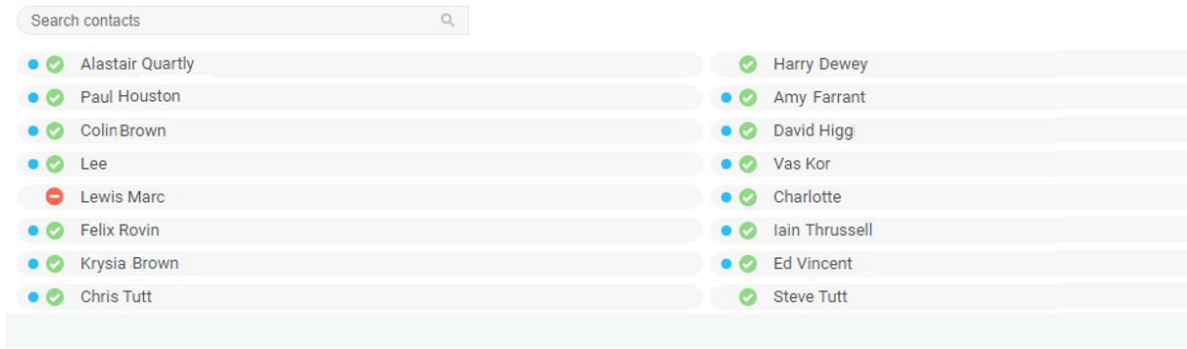 Search contacts
Alastair Quartly
Paul Houston
Colin Brown
Lee
Lewis Marc
Felix Rovin
Krysia Brown
Chris Tutt
Harry Dewey
Amy Farrant
David Higgi
Vas Kor
Charlotte
Iain Thrussell
Ed Vincent
Steve Tutt